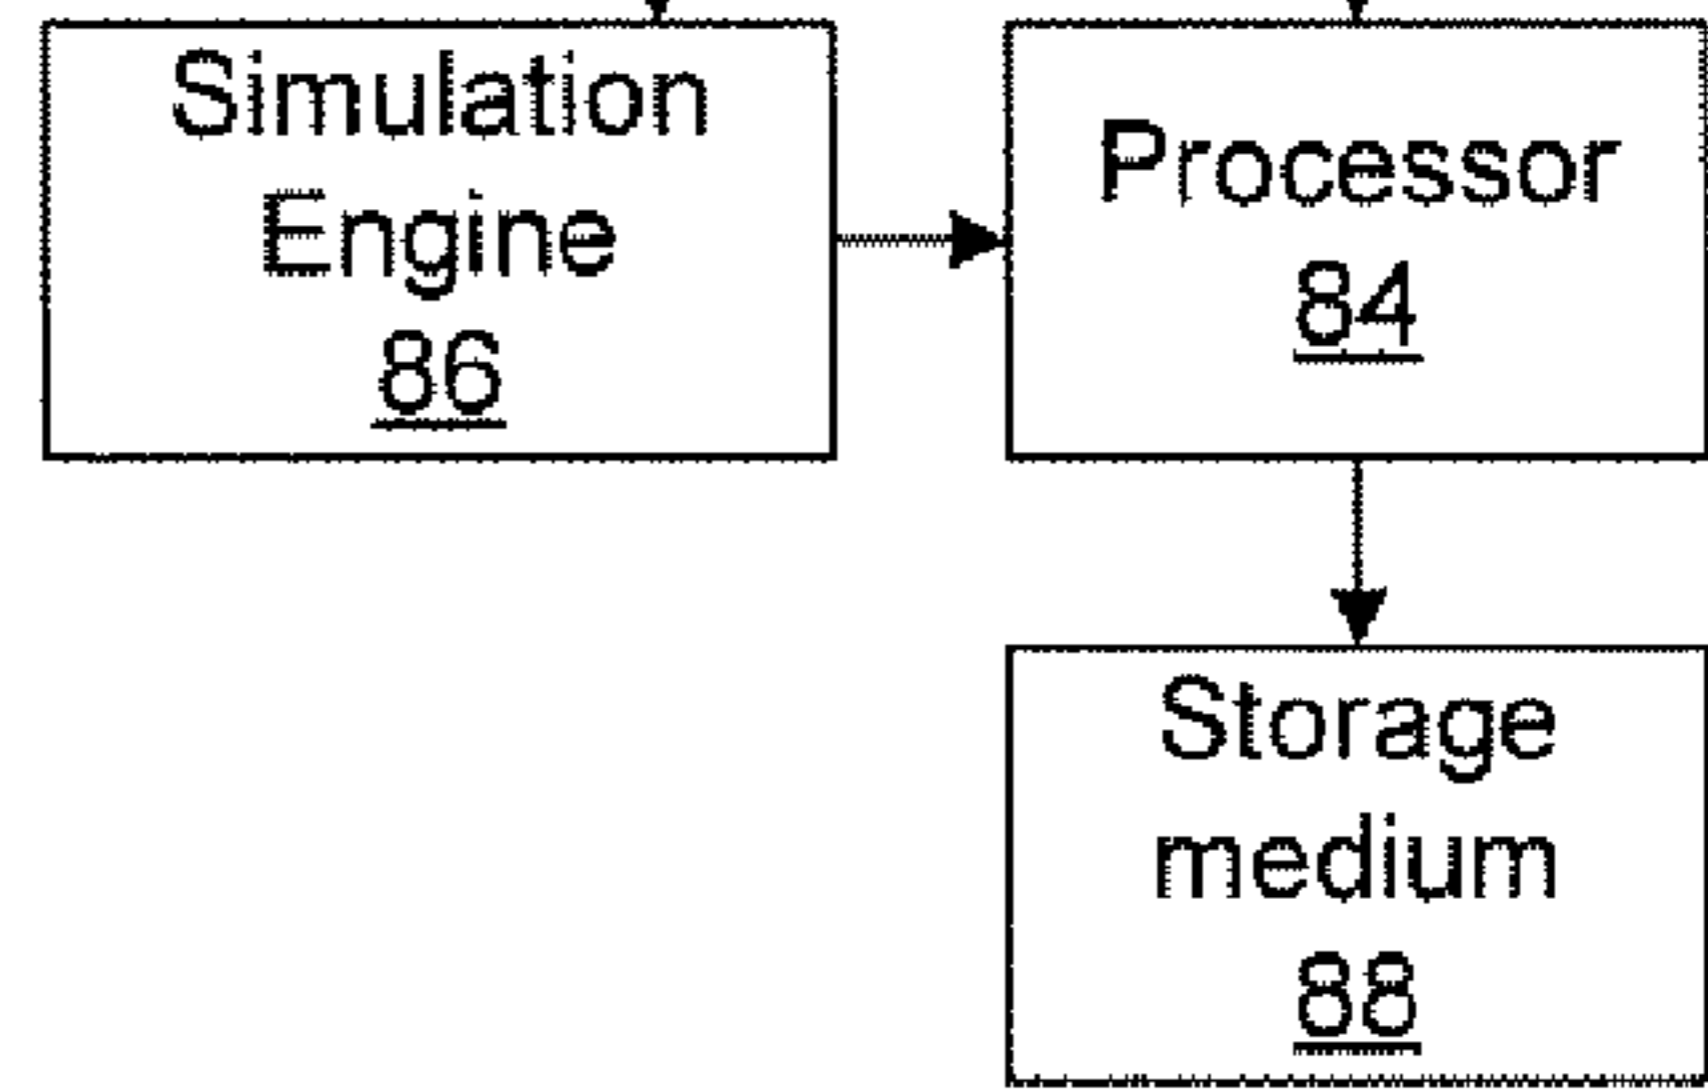 Simulation
Engine
86
Processor
84
Storage
medium
88